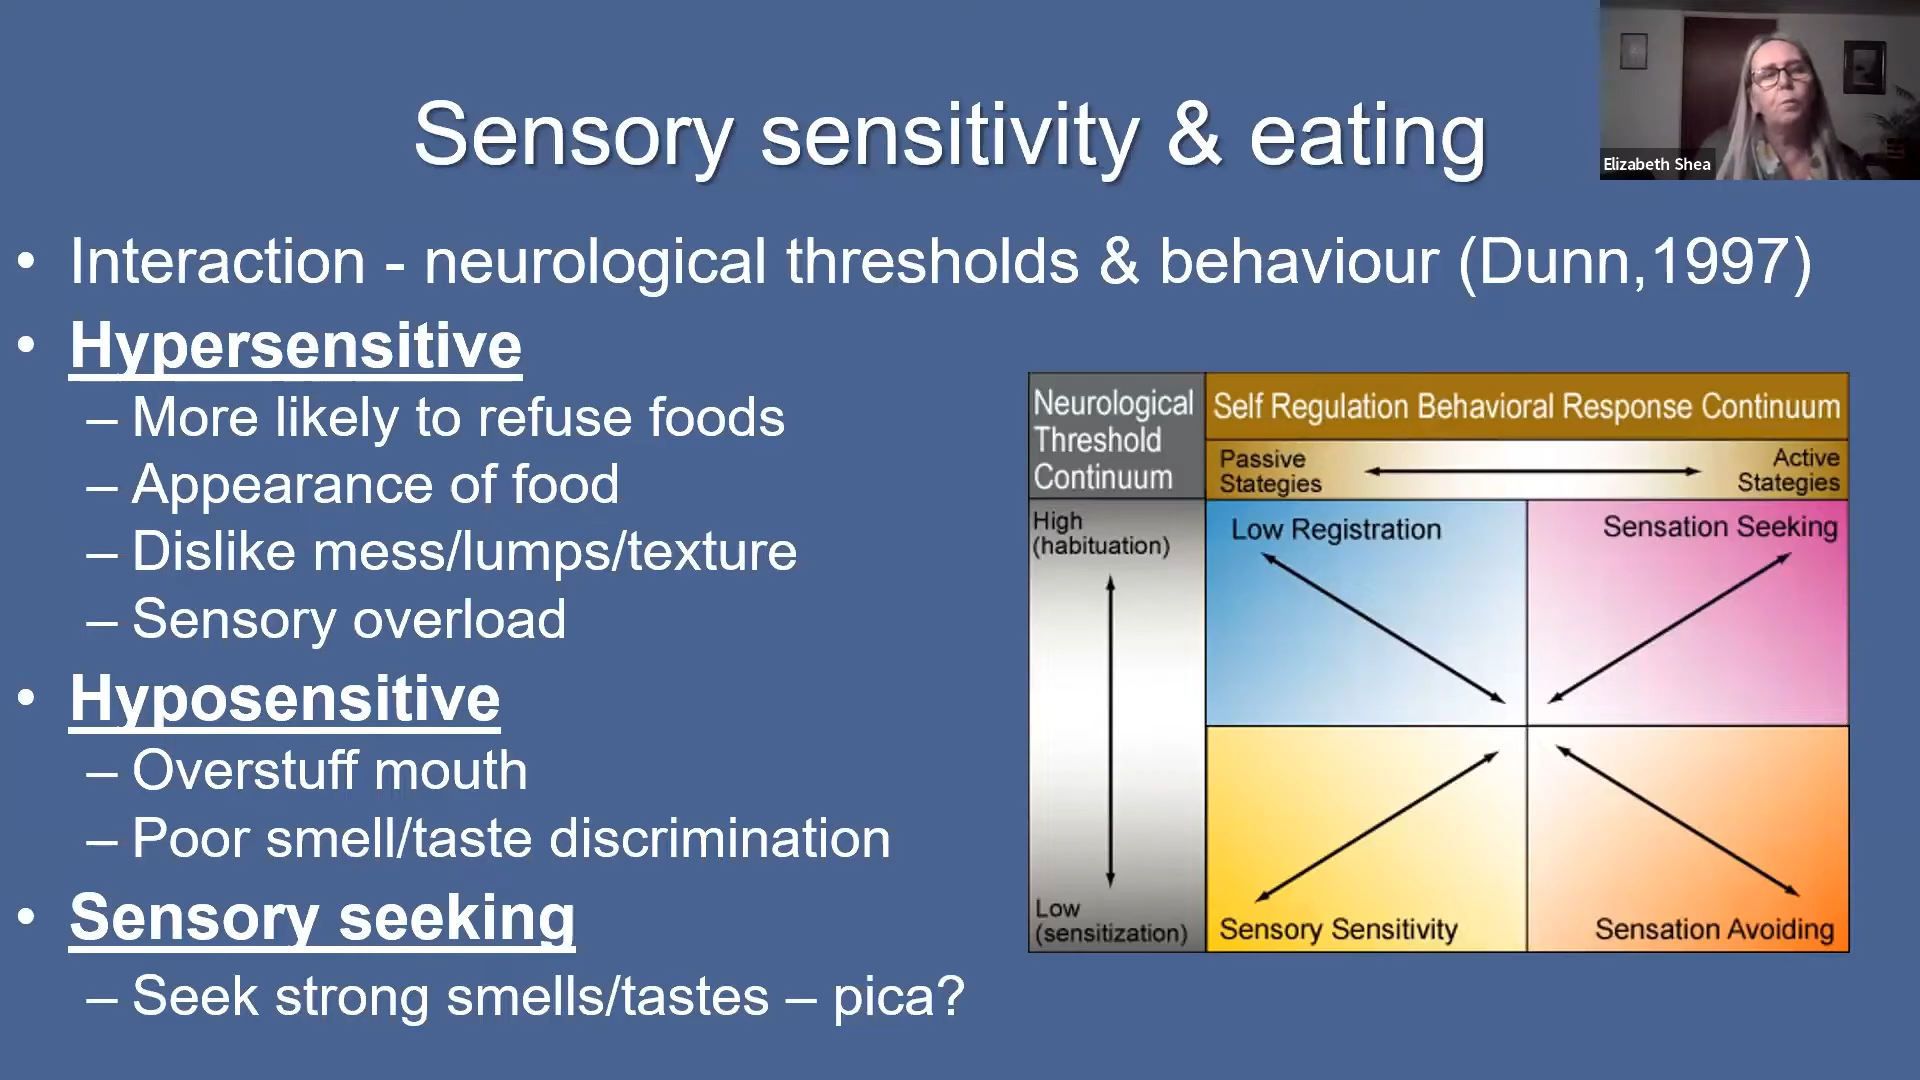 Sensory sensitivity & eating
Elizabeth Shea
• Interaction - neurological thresholds & behaviour (Dunn,1997)
• Hypersensitive
– More likely to refuse foods
– Appearance of food
– Dislike mess/lumps/texture
– Sensory overload
• Hyposensitive
– Overstuff mouth
– Poor smell/taste discrimination
• Sensory seeking
– Seek strong smells/tastes – pica?
Neurological
Threshold
Continuum
Self Regulation Behavioral Response Continuum
Passive
Stategies
Active
Stategies
High
(habituation)
Low Registration
Sensation Seeking
Low
(sensitization)
Sensory Sensitivity
Sensation Avoiding